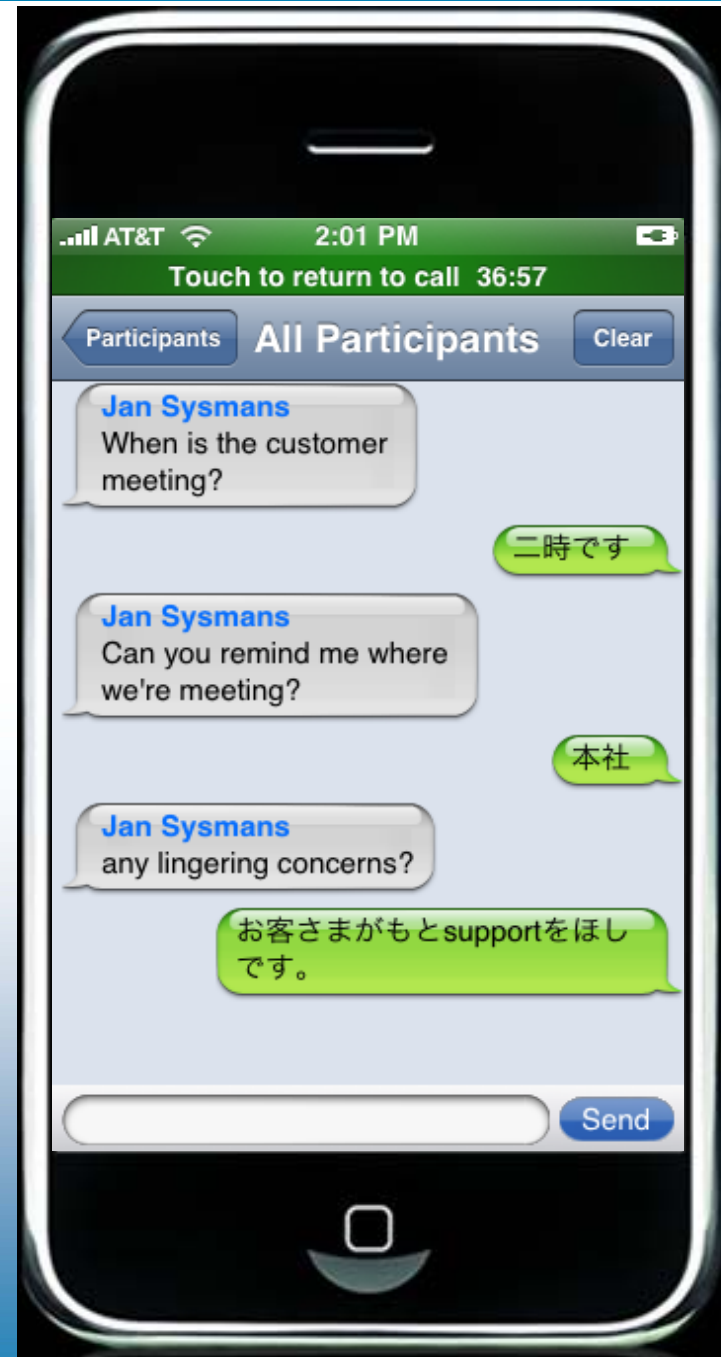 AT&T 2:01 PM
Touch to return to call 36:57
Participants All Participants Clear
Jan Sysmans
When is the customer
meeting?
二時です
Jan Sysmans
Can you remind me where
we're meeting?
本社
Jan Sysmans
any lingering concerns?
お客さまがもとsupportをほし
です。
Send